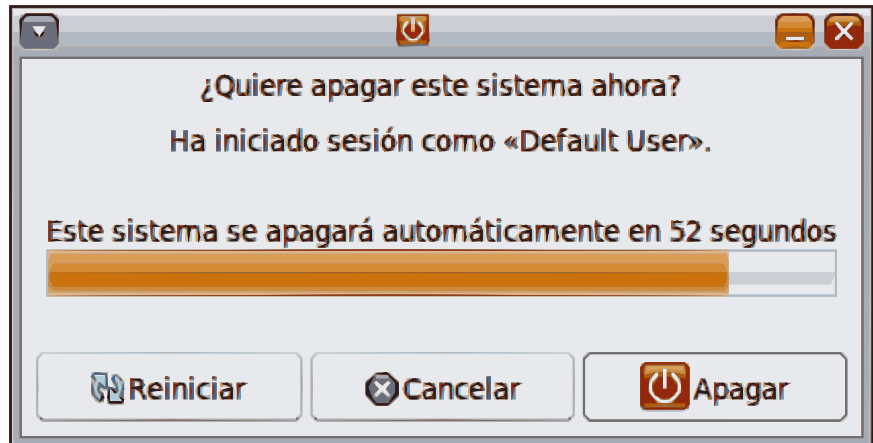 ¿Quiere apagar este sistema ahora?
Ha iniciado sesión como «Default User».
Este sistema se apagará automáticamente en 52 segundos
Reiniciar
Cancelar
Apagar